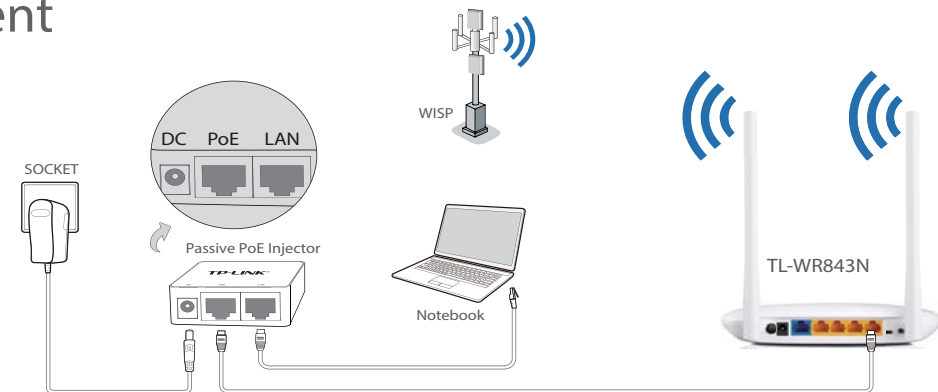 ent
WISP
DC PoE LAN
SOCKET
Passive PoE Injector
TP-LINK
TL-WR843N
Notebook